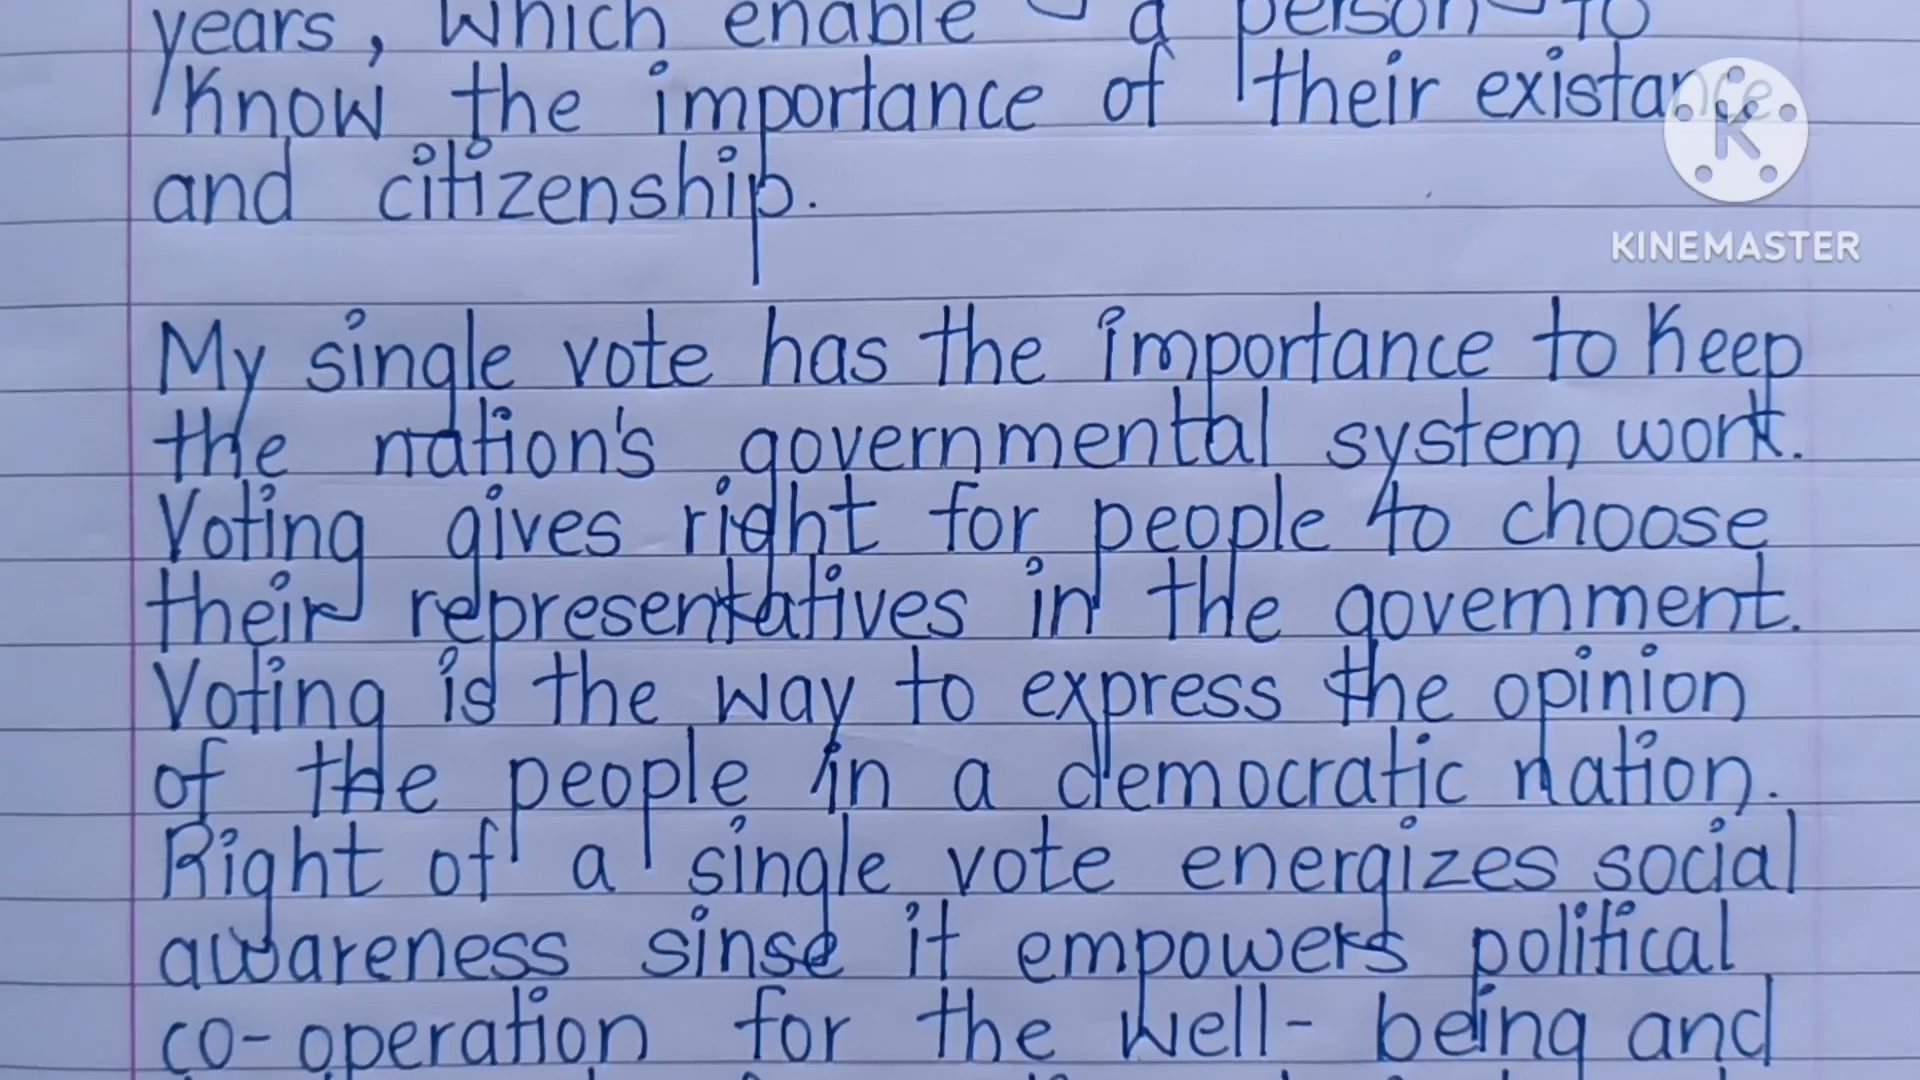 years, which enable a person to
know the importance of their existance
and citizenship.
My single vote has the importance to keep
the nation's governmental system work.
Voting gives right for people to choose
their representatives in the government.
Voting is the way to express the opinion
of the people in a democratic nation.
Right of a single vote energizes social
awareness sinse it empowers political
co-operation for the well-being and
K
KINEMASTER